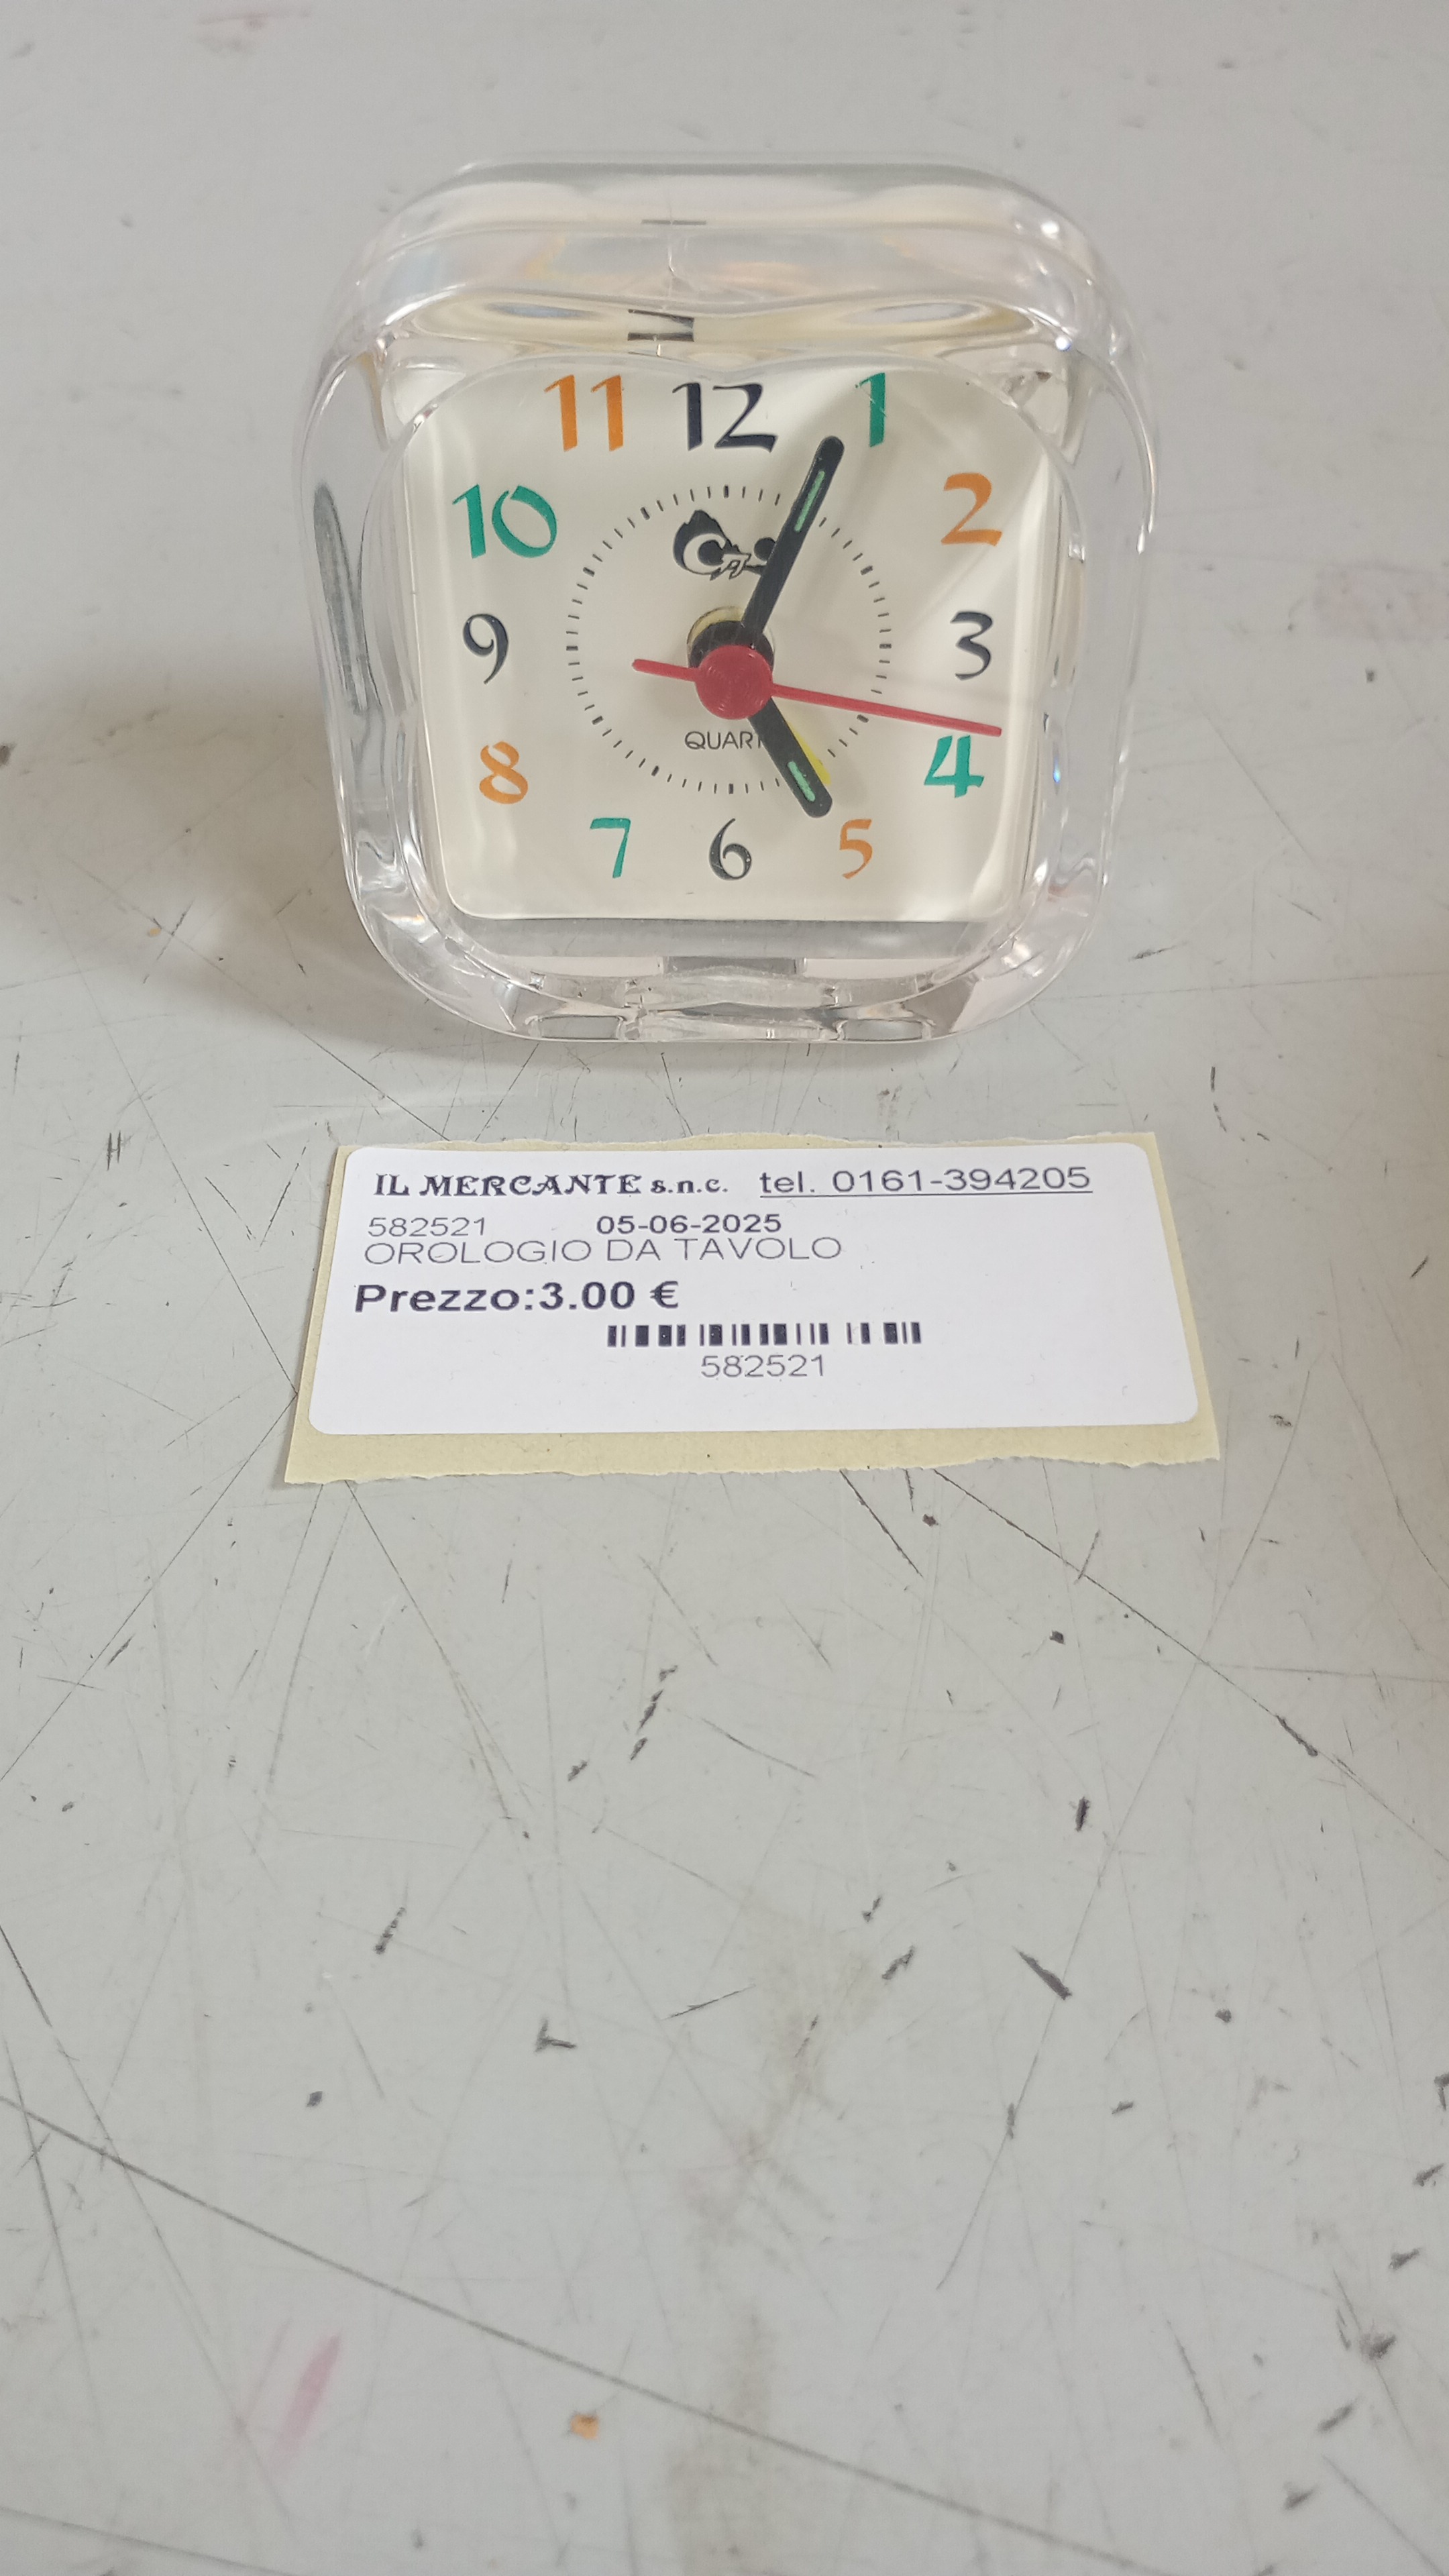 11 12 1
10 2
9 3
8 4
7 6 5
IL MERCANTE s.n.c. tel. 0161-394205
582521 05-06-2025
OROLOGIO DA TAVOLO
Prezzo:3.00 €
582521